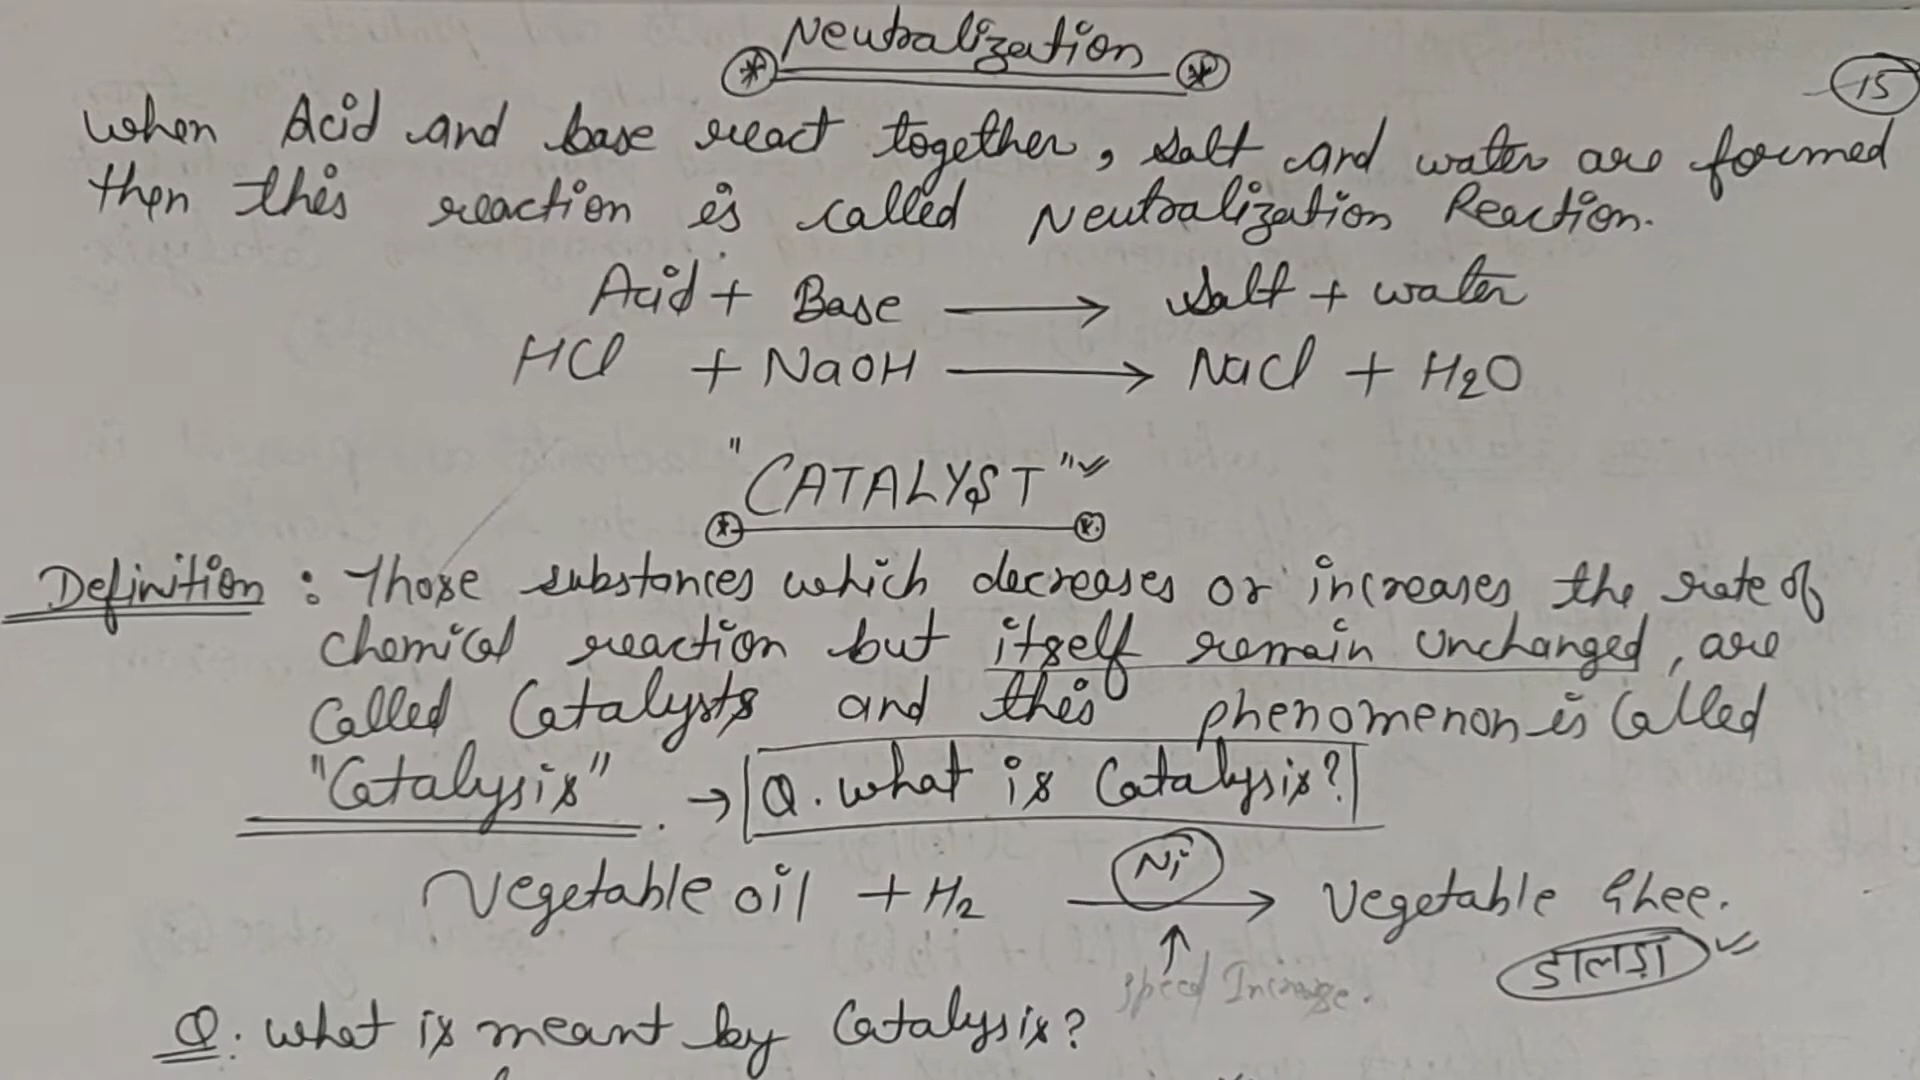 Neutralization
15
When Acid and base react together, salt and water are formed
then this reaction is called Neutralization Reaction.
Acid + Base → Salt + water
HCl + NaOH → NaCl + H2O
"CATALYST"
Definition : Those substances which decreases or increases the rate of
chemical reaction but itself remain unchanged, are
called Catalysts and this phenomenon is called
"Catalysis". → Q. what is Catalysis?
Ni
Vegetable oil + H2 → Vegetable Ghee.
डालडा
speed Increase.
Q. what is meant by Catalysis?